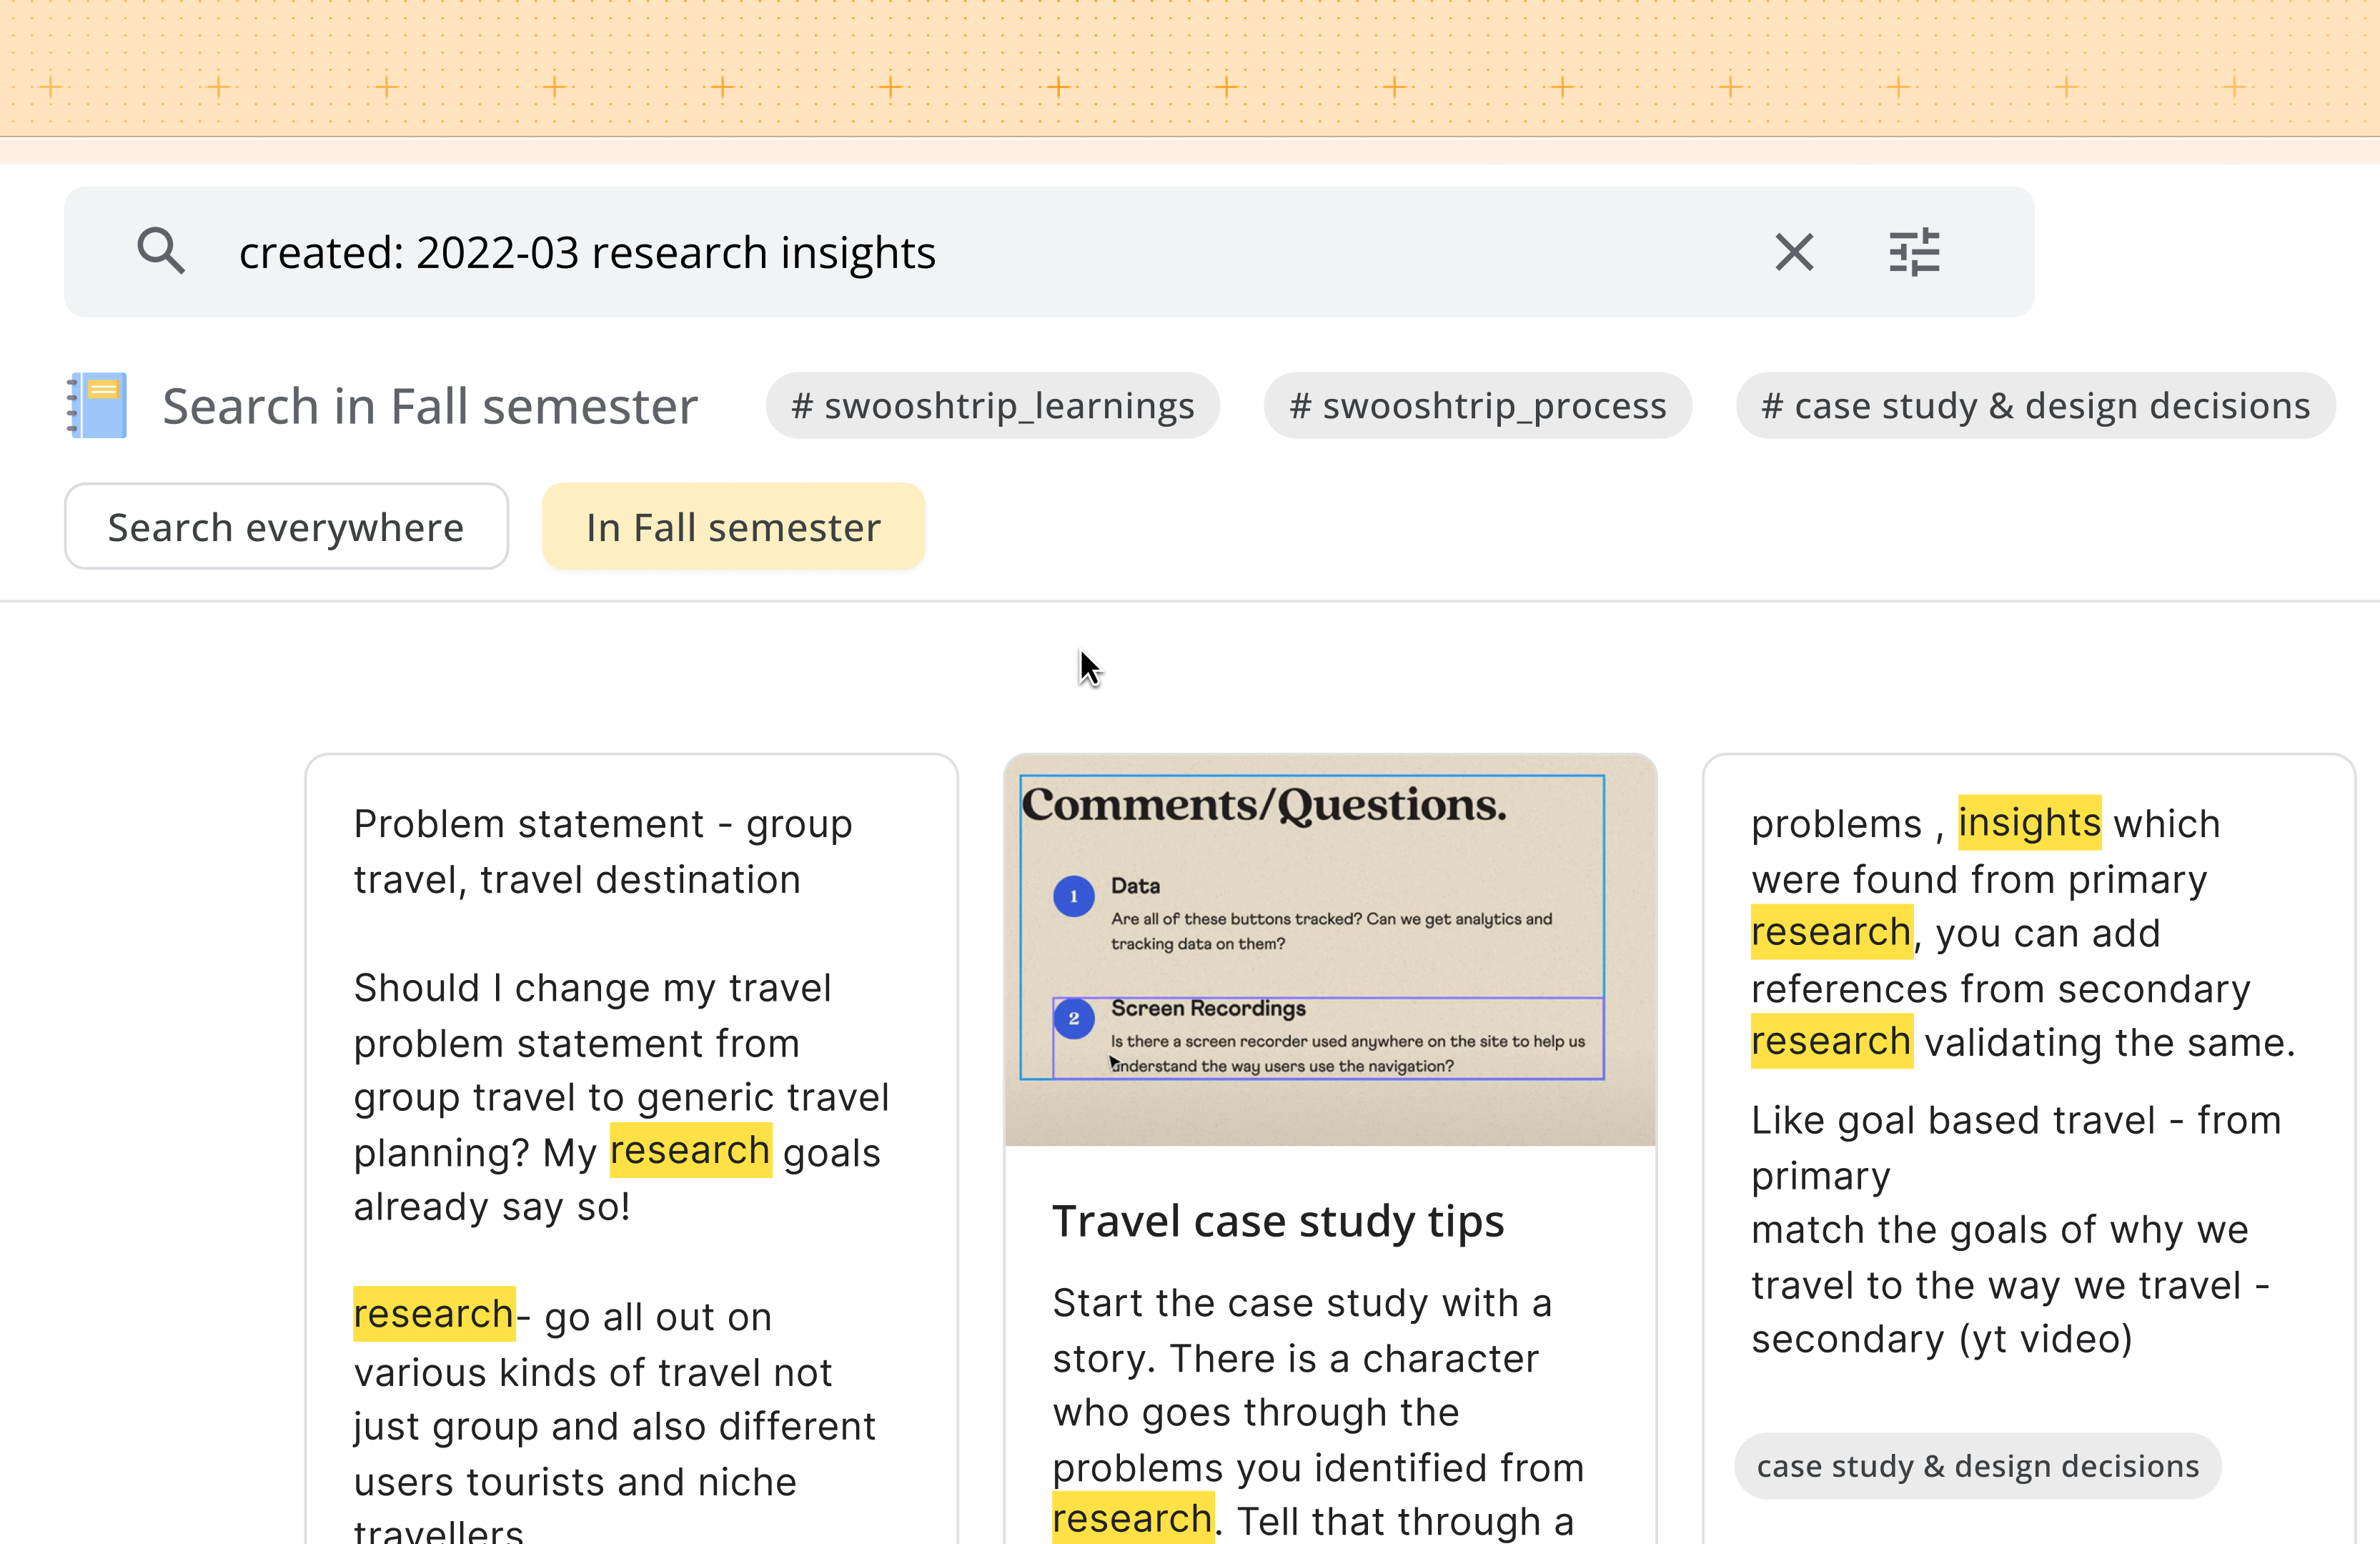 created: 2022-03 research insights
Search in Fall semester
# swooshtrip_learnings
# swooshtrip_process
# case study & design decisions
Search everywhere
In Fall semester
Problem statement - group
travel, travel destination
Should I change my travel
problem statement from
group travel to generic travel
planning? My research goals
already say so!
research- go all out on
various kinds of travel not
just group and also different
users tourists and niche
travellers
Comments/Questions.
1
Data
Are all of these buttons tracked? Can we get analytics and
tracking data on them?
2
Screen Recordings
Is there a screen recorder used anywhere on the site to help us
understand the way users use the navigation?
Travel case study tips
Start the case study with a
story. There is a character
who goes through the
problems you identified from
research. Tell that through a
problems , insights which
were found from primary
research, you can add
references from secondary
research validating the same.
Like goal based travel - from
primary
match the goals of why we
travel to the way we travel -
secondary (yt video)
case study & design decisions